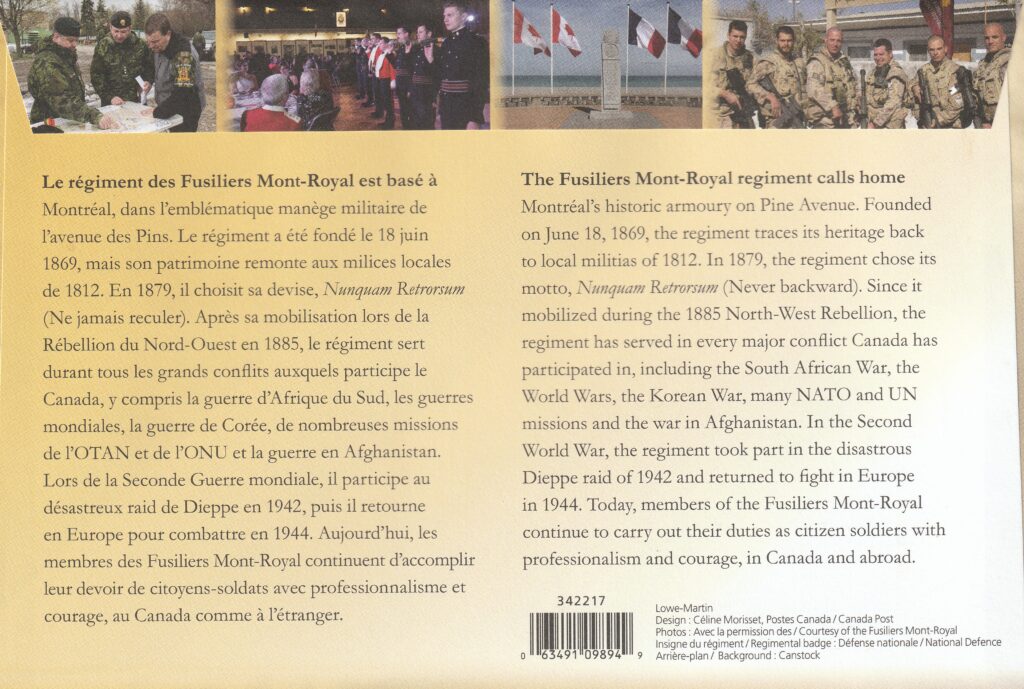 Le régiment des Fusiliers Mont-Royal est basé à
Montréal, dans l'emblématique manège militaire de
l'avenue des Pins. Le régiment a été fondé le 18 juin
1869, mais son patrimoine remonte aux milices locales
de 1812. En 1879, il choisit sa devise, Nunquam Retrorsum
(Ne jamais reculer). Après sa mobilisation lors de la
Rébellion du Nord-Ouest en 1885, le régiment sert
durant tous les grands conflits auxquels participe le
Canada, y compris la guerre d'Afrique du Sud, les guerres
mondiales, la guerre de Corée, de nombreuses missions
de l'OTAN et de l'ONU et la guerre en Afghanistan.
Lors de la Seconde Guerre mondiale, il participe au
désastreux raid de Dieppe en 1942, puis il retourne
en Europe pour combattre en 1944. Aujourd'hui, les
membres des Fusiliers Mont-Royal continuent d'accomplir
leur devoir de citoyens-soldats avec professionnalisme et
courage, au Canada comme à l'étranger.
The Fusiliers Mont-Royal regiment calls home
Montréal's historic armoury on Pine Avenue. Founded
on June 18, 1869, the regiment traces its heritage back
to local militias of 1812. In 1879, the regiment chose its
motto, Nunquam Retrorsum (Never backward). Since it
mobilized during the 1885 North-West Rebellion, the
regiment has served in every major conflict Canada has
participated in, including the South African War, the
World Wars, the Korean War, many NATO and UN
missions and the war in Afghanistan. In the Second
World War, the regiment took part in the disastrous
Dieppe raid of 1942 and returned to fight in Europe
in 1944. Today, members of the Fusiliers Mont-Royal
continue to carry out their duties as citizen soldiers with
professionalism and courage, in Canada and abroad.
342217
0 63491 09894 9
Lowe-Martin
Design : Céline Morisset, Postes Canada / Canada Post
Photos : Avec la permission des / Courtesy of the Fusiliers Mont-Royal
Insigne du régiment / Regimental badge : Défense nationale / National Defence
Arrière-plan / Background : Canstock